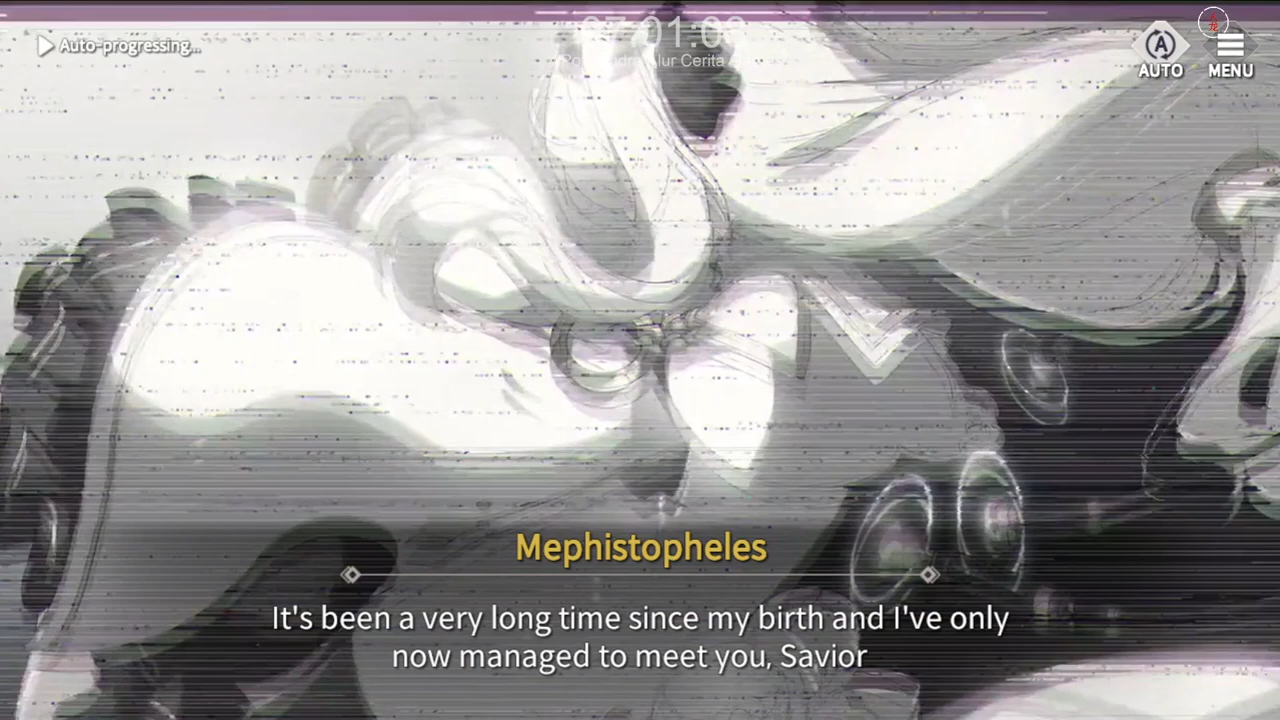 Auto-progressing...
AUTO
MENU
Mephistopheles
It's been a very long time since my birth and I've only
now managed to meet you, Savior